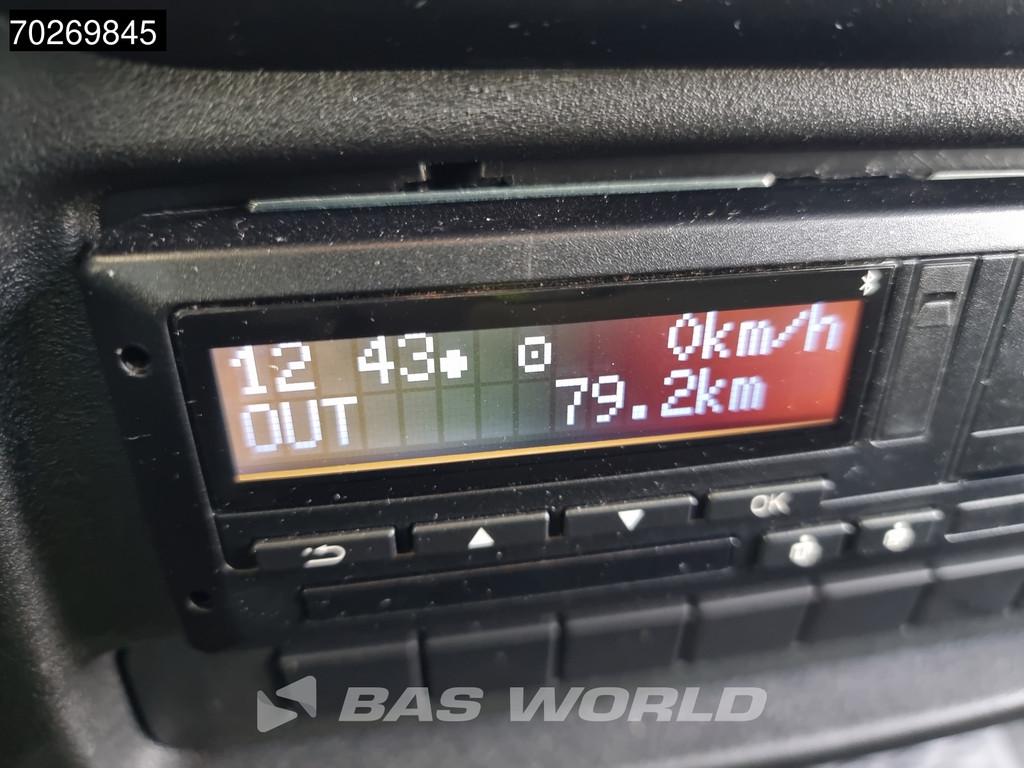 70269845
12 43 0km/h
OUT 79.2km
OK
BAS WORLD